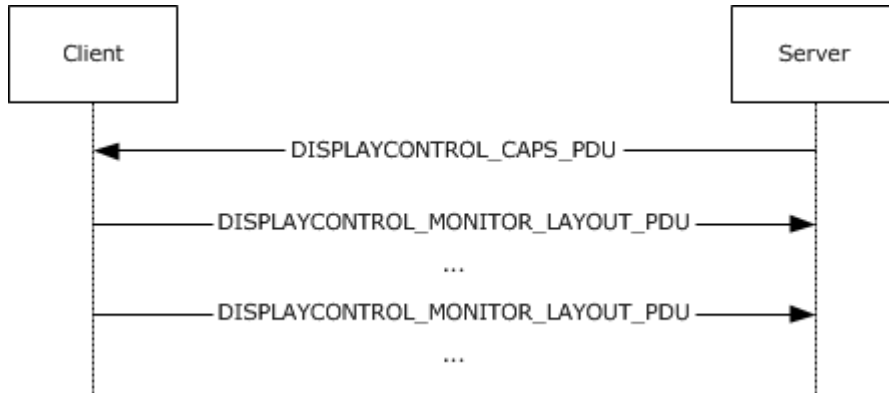 Client
Server
DISPLAYCONTROL_CAPS_PDU
DISPLAYCONTROL_MONITOR_LAYOUT_PDU
...
DISPLAYCONTROL_MONITOR_LAYOUT_PDU
...